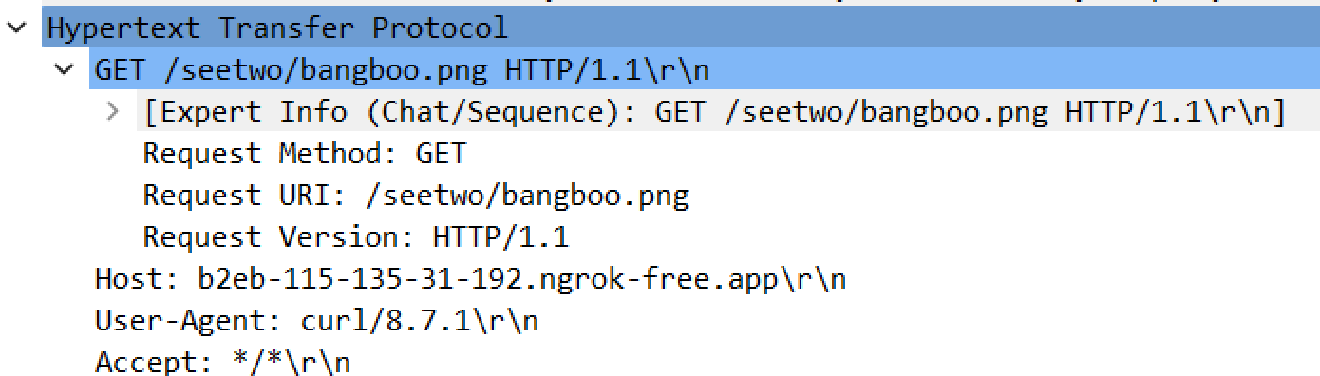 Hypertext Transfer Protocol
GET /seetwo/bangboo.png HTTP/1.1\r\n
[Expert Info (Chat/Sequence): GET /seetwo/bangboo.png HTTP/1.1\r\n]
Request Method: GET
Request URI: /seetwo/bangboo.png
Request Version: HTTP/1.1
Host: b2eb-115-135-31-192.ngrok-free.app\r\n
User-Agent: curl/8.7.1\r\n
Accept: */*\r\n